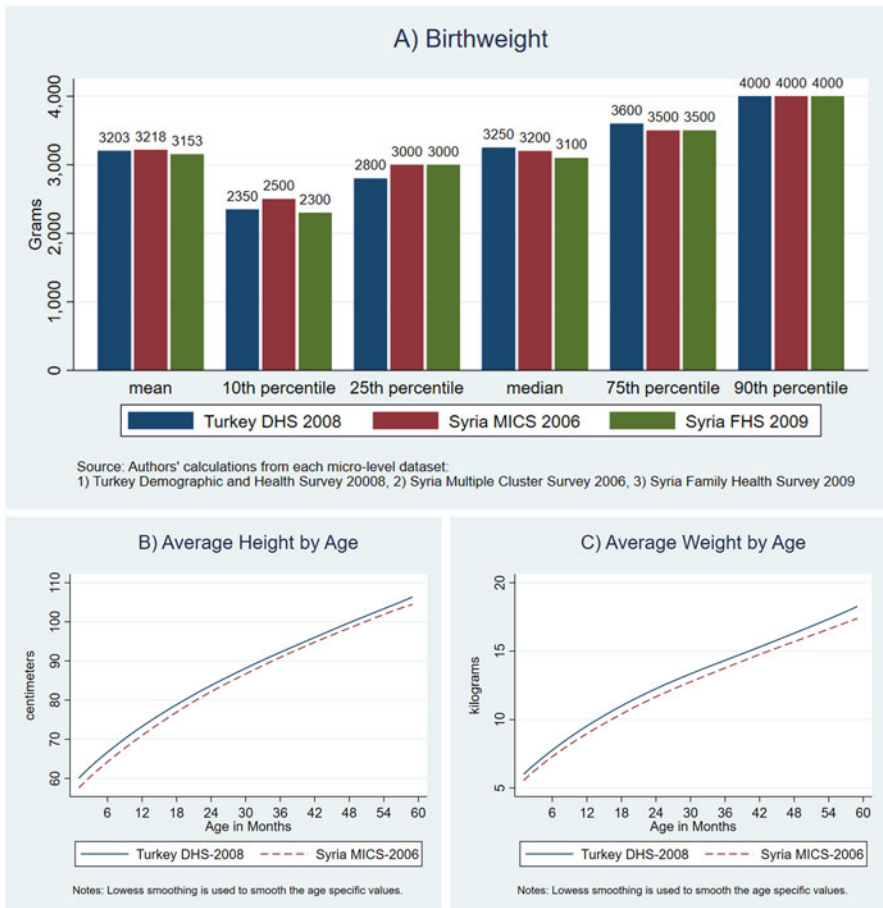 A) Birthweight
Grams
4,000
3,000
2,000
1,000
0
3203 3218 3153
2350 2500 2300
2800 3000 3000
3250 3200 3100
3600 3500 3500
4000 4000 4000
mean 10th percentile 25th percentile median 75th percentile 90th percentile
Turkey DHS 2008 Syria MICS 2006 Syria FHS 2009
Source: Authors' calculations from each micro-level dataset:
1) Turkey Demographic and Health Survey 20008, 2) Syria Multiple Cluster Survey 2006, 3) Syria Family Health Survey 2009
B) Average Height by Age
centimeters
110
100
90
80
70
60
6 12 18 24 30 36 42 48 54 60
Age in Months
Turkey DHS-2008 Syria MICS-2006
Notes: Lowess smoothing is used to smooth the age specific values.
C) Average Weight by Age
kilograms
20
15
10
5
6 12 18 24 30 36 42 48 54 60
Age in Months
Turkey DHS-2008 Syria MICS-2006
Notes: Lowess smoothing is used to smooth the age specific values.